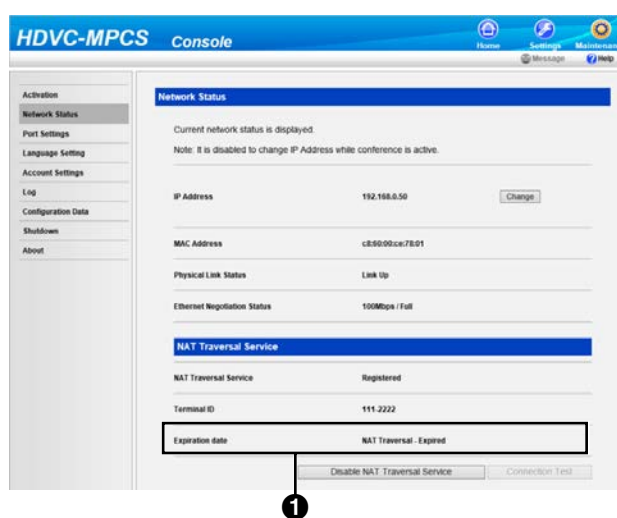 HDVC-MPCS Console
Home Settings Maintenan
Message Help
Activation
Network Status
Port Settings
Language Setting
Account Settings
Log
Configuration Data
Shutdown
About
Network Status
Current network status is displayed.
Note: It is disabled to change IP Address while conference is active.
IP Address 192.168.0.50 Change
MAC Address c8:60:00:ce:78:01
Physical Link Status Link Up
Ethernet Negotiation Status 100Mbps / Full
NAT Traversal Service
NAT Traversal Service Registered
Terminal ID 111-2222
Expiration date NAT Traversal - Expired
Disable NAT Traversal Service Connection Test
1